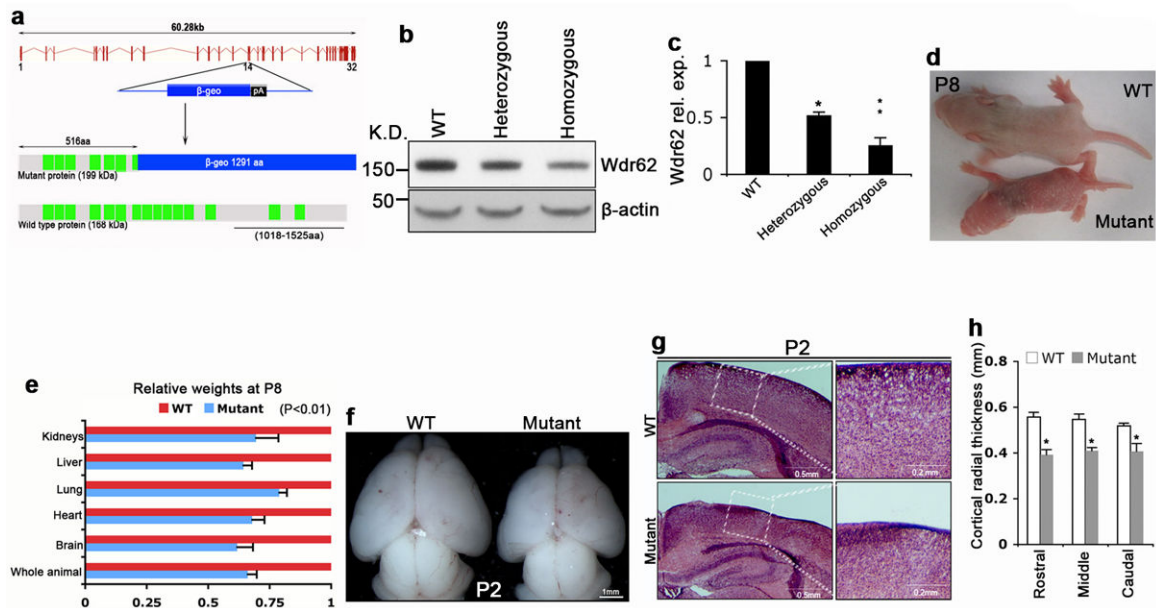 a
60.28kb
1 14 32
β-geo pA
516aa
β-geo 1291 aa
Mutant protein (199 kDa)
Wild type protein (168 kDa)
(1018-1525aa)
b
K.D. WT Heterozygous Homozygous
150 Wdr62
50 β-actin
c
Wdr62 rel. exp.
1
0.5
0
* * *
WT Heterozygous Homozygous
d
P8 WT
Mutant
e
Relative weights at P8
WT Mutant (P<0.01)
Kidneys
Liver
Lung
Heart
Brain
Whole animal
0 0.25 0.5 0.75 1
f
WT Mutant
P2 1mm
g
P2
WT
0.5mm 0.2 mm
Mutant
0.5mm 0.2mm
h
WT Mutant
Cortical radial thickness (mm)
0.8
0.6
0.4
0.2
0
* * *
Rostral Middle Caudal